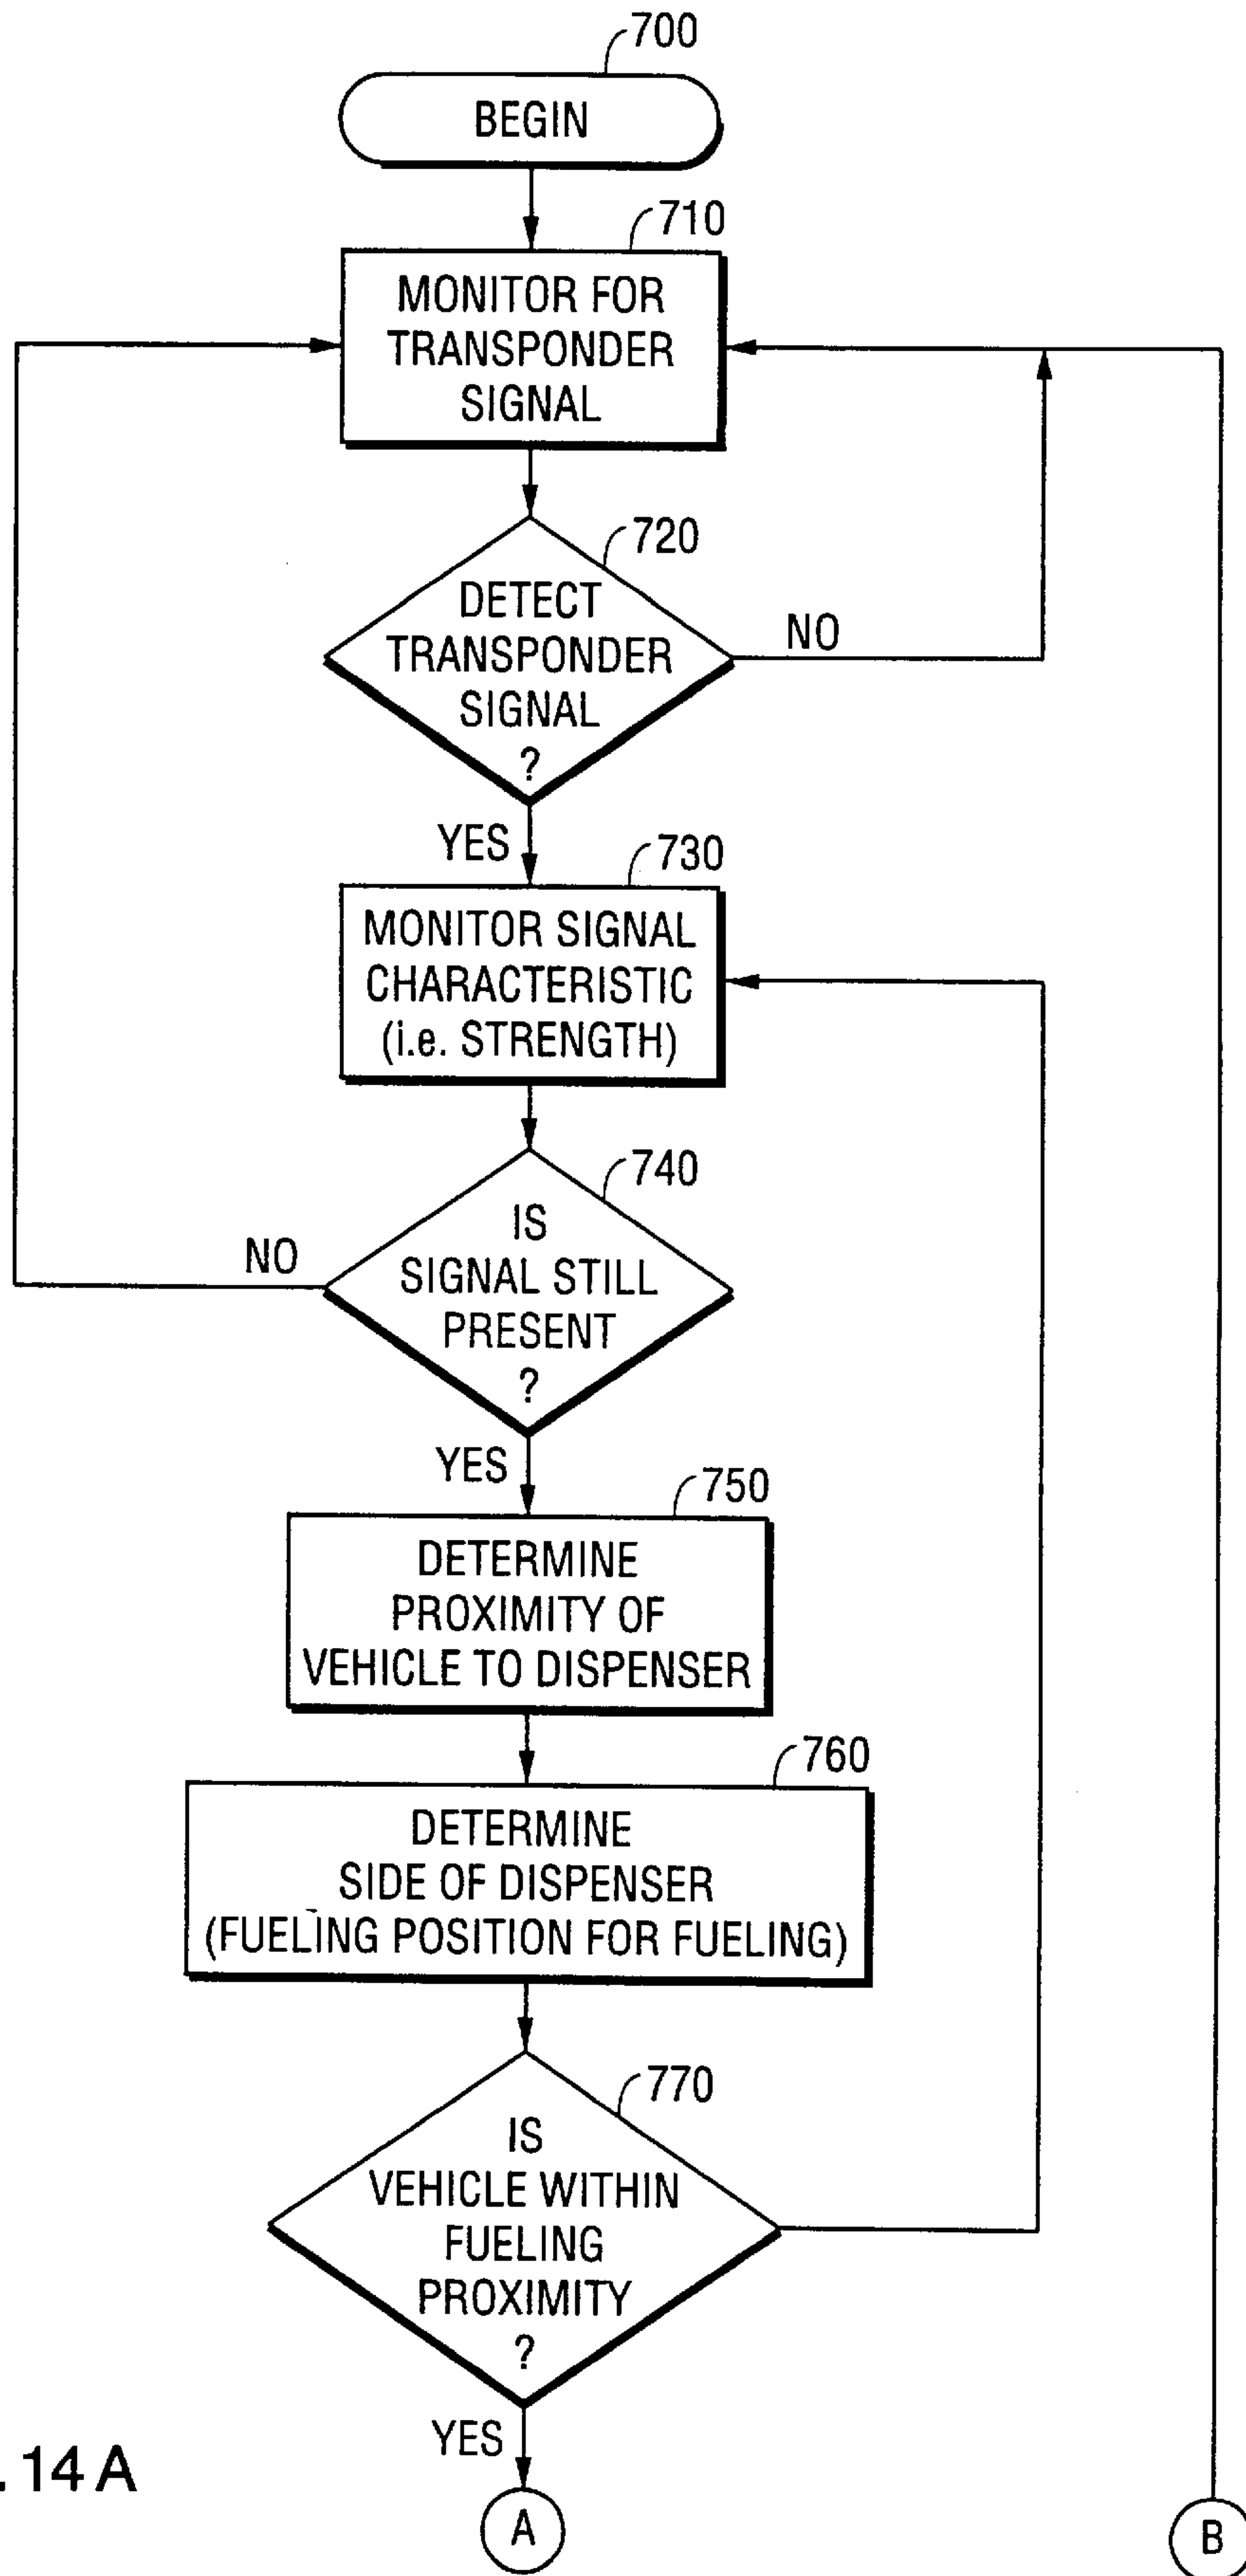 700
BEGIN
710
MONITOR FOR
TRANSPONDER
SIGNAL
720
DETECT
TRANSPONDER
SIGNAL
?
NO
YES
730
MONITOR SIGNAL
CHARACTERISTIC
(i.e. STRENGTH)
740
IS
SIGNAL STILL
PRESENT
?
NO
YES
750
DETERMINE
PROXIMITY OF
VEHICLE TO DISPENSER
760
DETERMINE
SIDE OF DISPENSER
(FUELING POSITION FOR FUELING)
770
IS
VEHICLE WITHIN
FUELING
PROXIMITY
?
YES
. 14 A
A
B